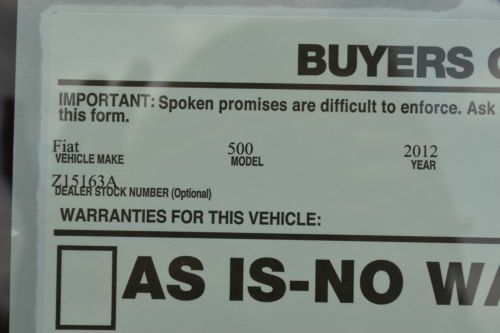 BUYERS
IMPORTANT: Spoken promises are difficult to enforce. Ask
this form.
Fiat 500 2012
VEHICLE MAKE MODEL YEAR
Z15163A
DEALER STOCK NUMBER (Optional)
WARRANTIES FOR THIS VEHICLE:
AS IS-NO